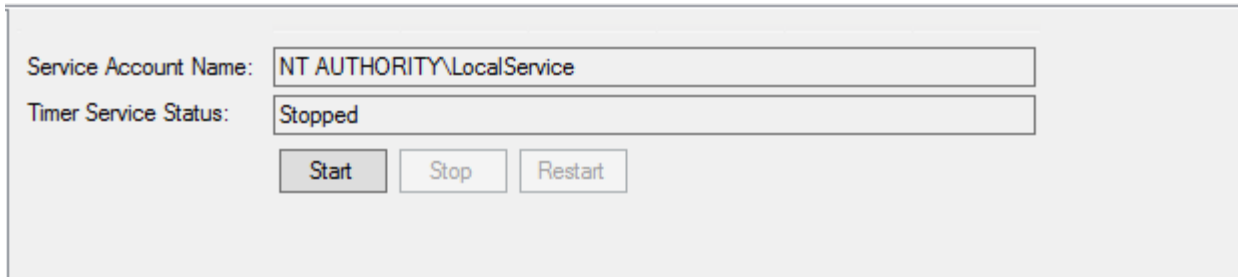 Service Account Name: NT AUTHORITY\LocalService
Timer Service Status: Stopped
Start Stop Restart